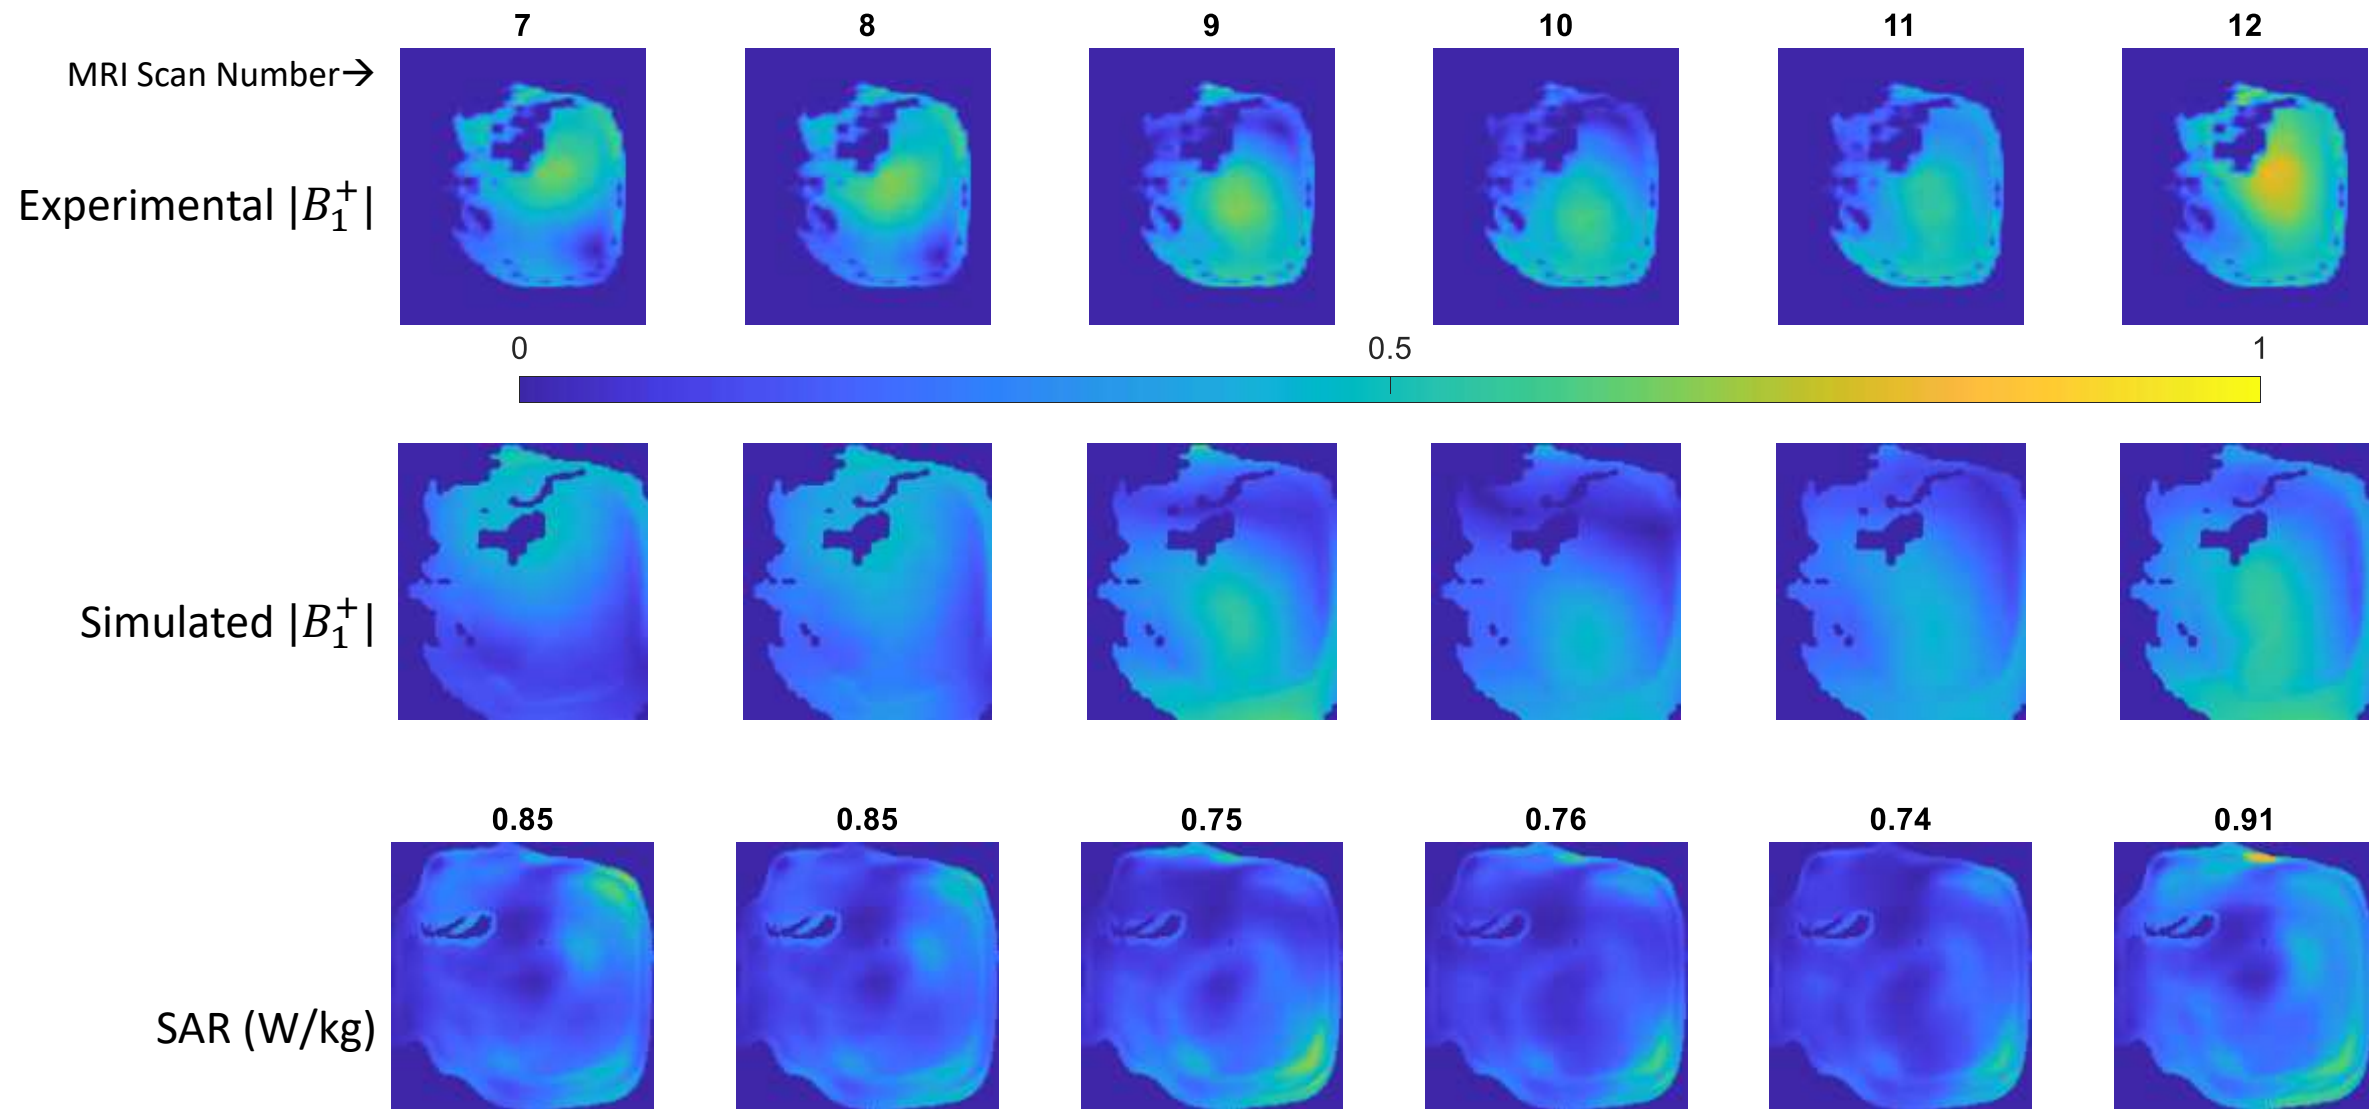 7 8 9 10 11 12
MRI Scan Number→
Experimental |B₁⁺|
0 0.5 1
Simulated |B₁⁺|
0.85 0.85 0.75 0.76 0.74 0.91
SAR (W/kg)